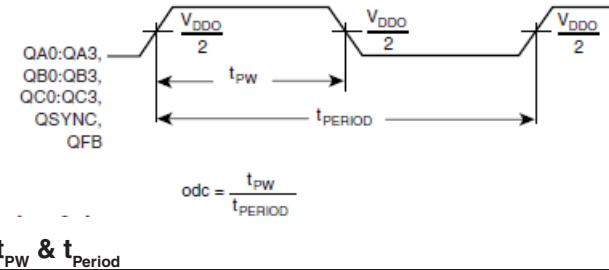 V_DDO/2 V_DDO/2 V_DDO/2
QA0:QA3,
QB0:QB3,
QC0:QC3,
QSYNC,
QFB
t_PW
t_PERIOD
odc = t_PW/t_PERIOD
t_PW & t_Period